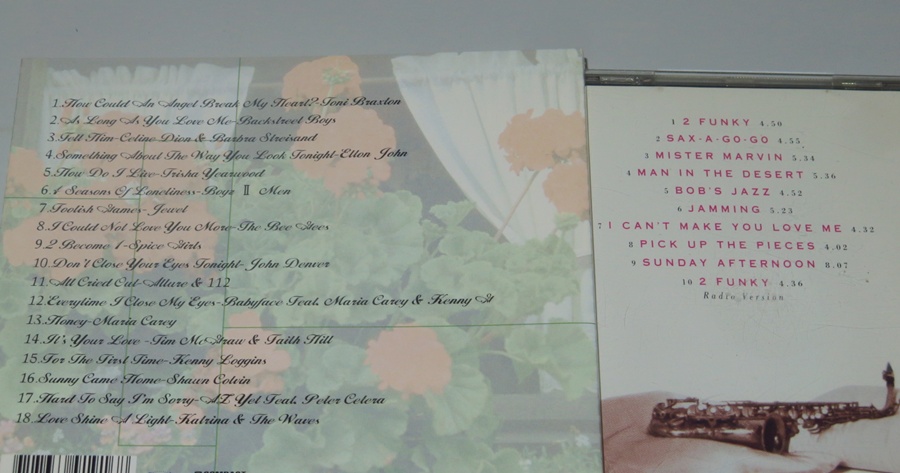 1.How Could An Angel Break My Heart?-Toni Braxton
2 As Long As You Love Me-Backstreet Boys
3.Tell Him-Celine Dion & Barbra Streisand
4.Something About The Way You Look Tonight-Elton John
5.How Do I Live-Trisha Yearwood
6.4 Seasons Of Loneliness-Boyz II Men
7.Foolish Games-Jewel
8.I Could Not Love You More-The Bee Gees
9.2 Become 1-Spice Girls
10.Don't Close Your Eyes Tonight-John Denver
11.All Cried Out-Allure & 112
12.Everytime I Close My Eyes-Babyface Feat. Maria Carey & Kenny G
13.Honey-Maria Carey
14.It's Your Love -Tim McGraw & Faith Hill
15.For The First Time-Kenny Loggins
16.Sunny Came Home-Shawn Colvin
17.Hard To Say I'm Sorry-AZ Yet Feat. Peter Cetera
18 Love Shine A Light-Katrina & The Waves
1 2 FUNKY 4.50
2 SAX-A-GO-GO 4.55
3 MISTER MARVIN 5.34
4 MAN IN THE DESERT 5.36
5 BOB'S JAZZ 4.52
6 JAMMING 5.23
7 I CAN'T MAKE YOU LOVE ME 4.32
8 PICK UP THE PIECES 4.02
9 SUNDAY AFTERNOON 8.07
10 2 FUNKY 4.36
Radio Version